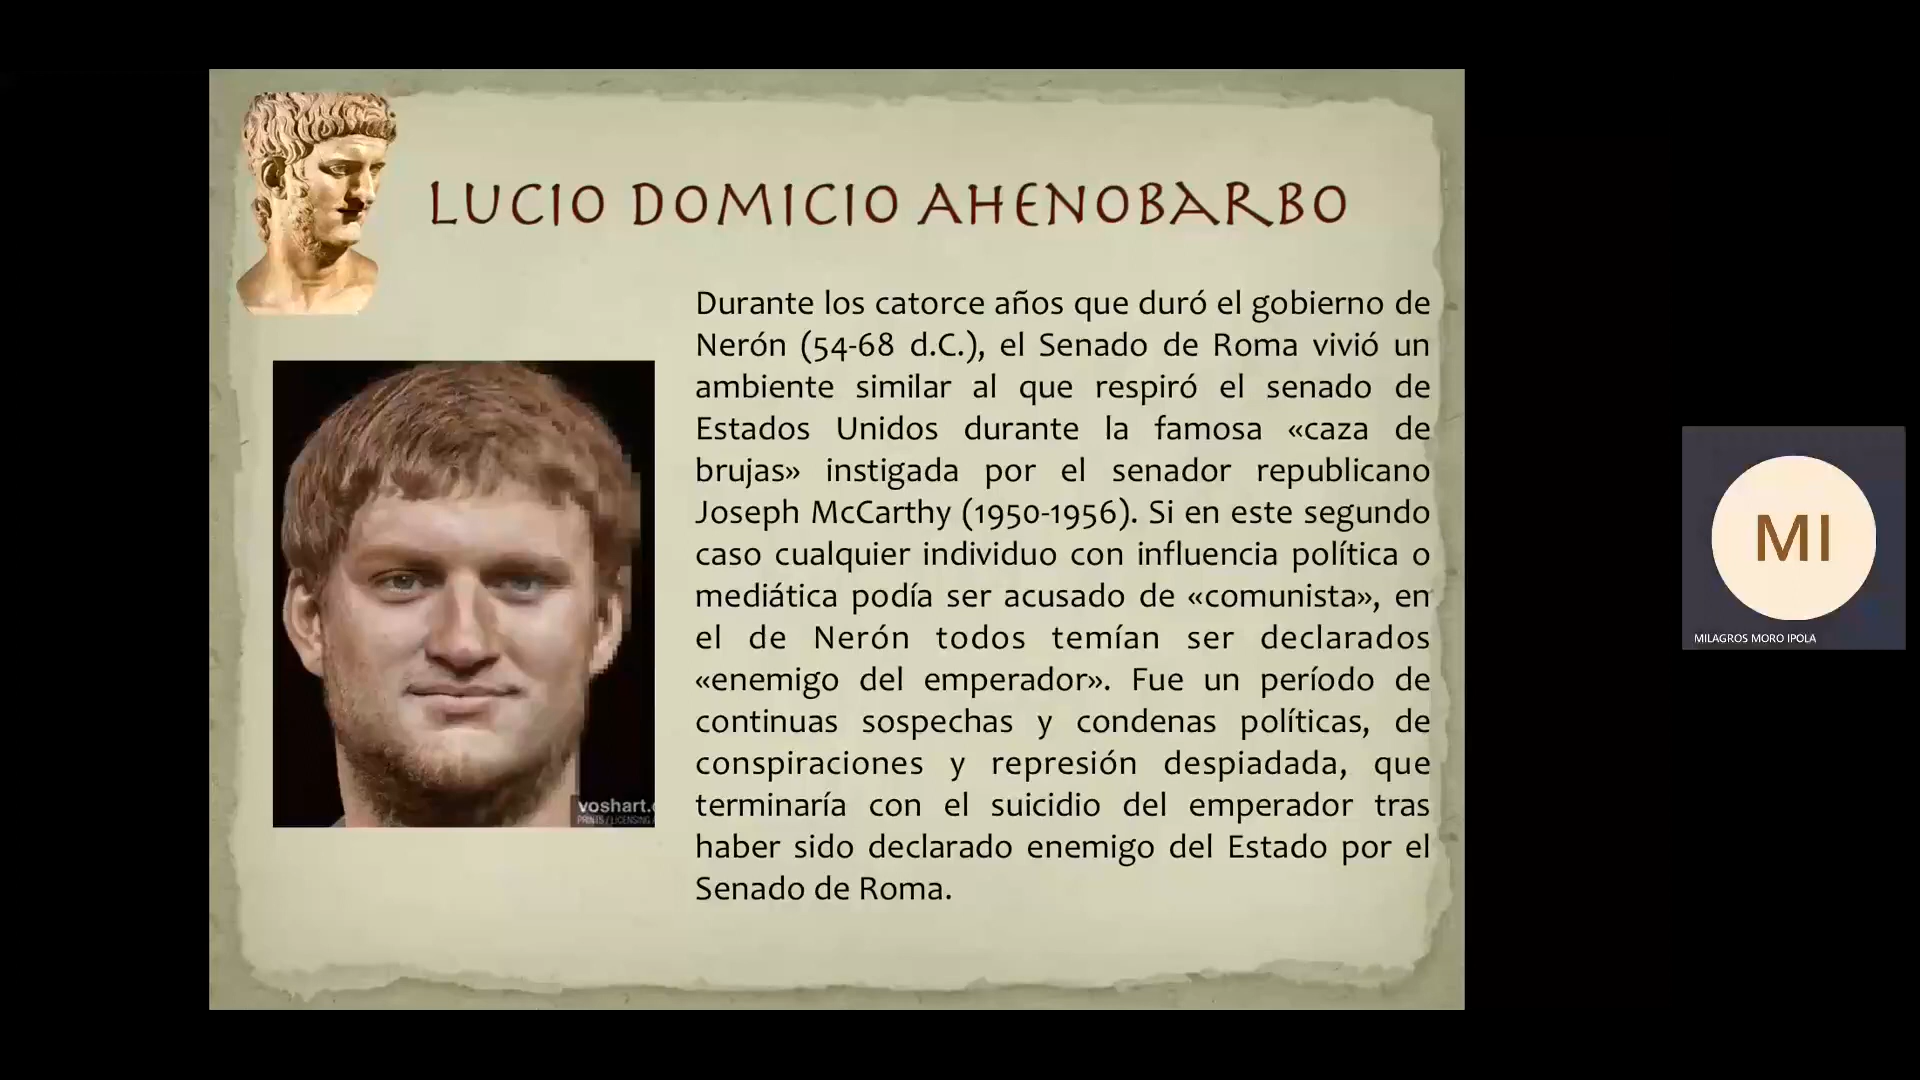 LUCIO DOMICIO AHENOBARBO
Durante los catorce años que duró el gobierno de
Nerón (54-68 d.C.), el Senado de Roma vivió un
ambiente similar al que respiró el senado de
Estados Unidos durante la famosa «caza de
brujas» instigada por el senador republicano
Joseph McCarthy (1950-1956). Si en este segundo
caso cualquier individuo con influencia política o
mediática podía ser acusado de «comunista», en
el de Nerón todos temían ser declarados
«enemigo del emperador». Fue un período de
continuas sospechas y condenas políticas, de
conspiraciones y represión despiadada, que
terminaría con el suicidio del emperador tras
haber sido declarado enemigo del Estado por el
Senado de Roma.
voshart.
PRINTS / LICENSING
MI
MILAGROS MORO IPOLA